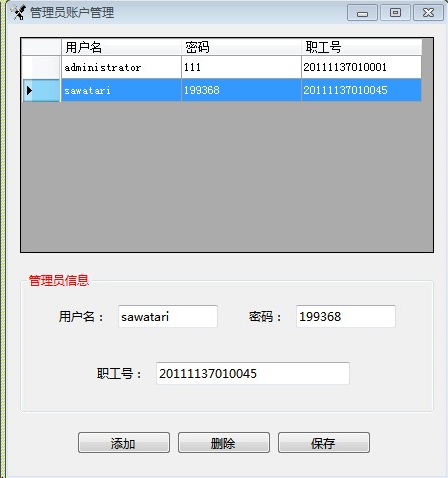 管理员账户管理
用户名 密码 职工号
administrator 111 20111137010001
sawatari 199368 20111137010045
管理员信息
用户名： sawatari 密码： 199368
职工号： 20111137010045
添加 删除 保存